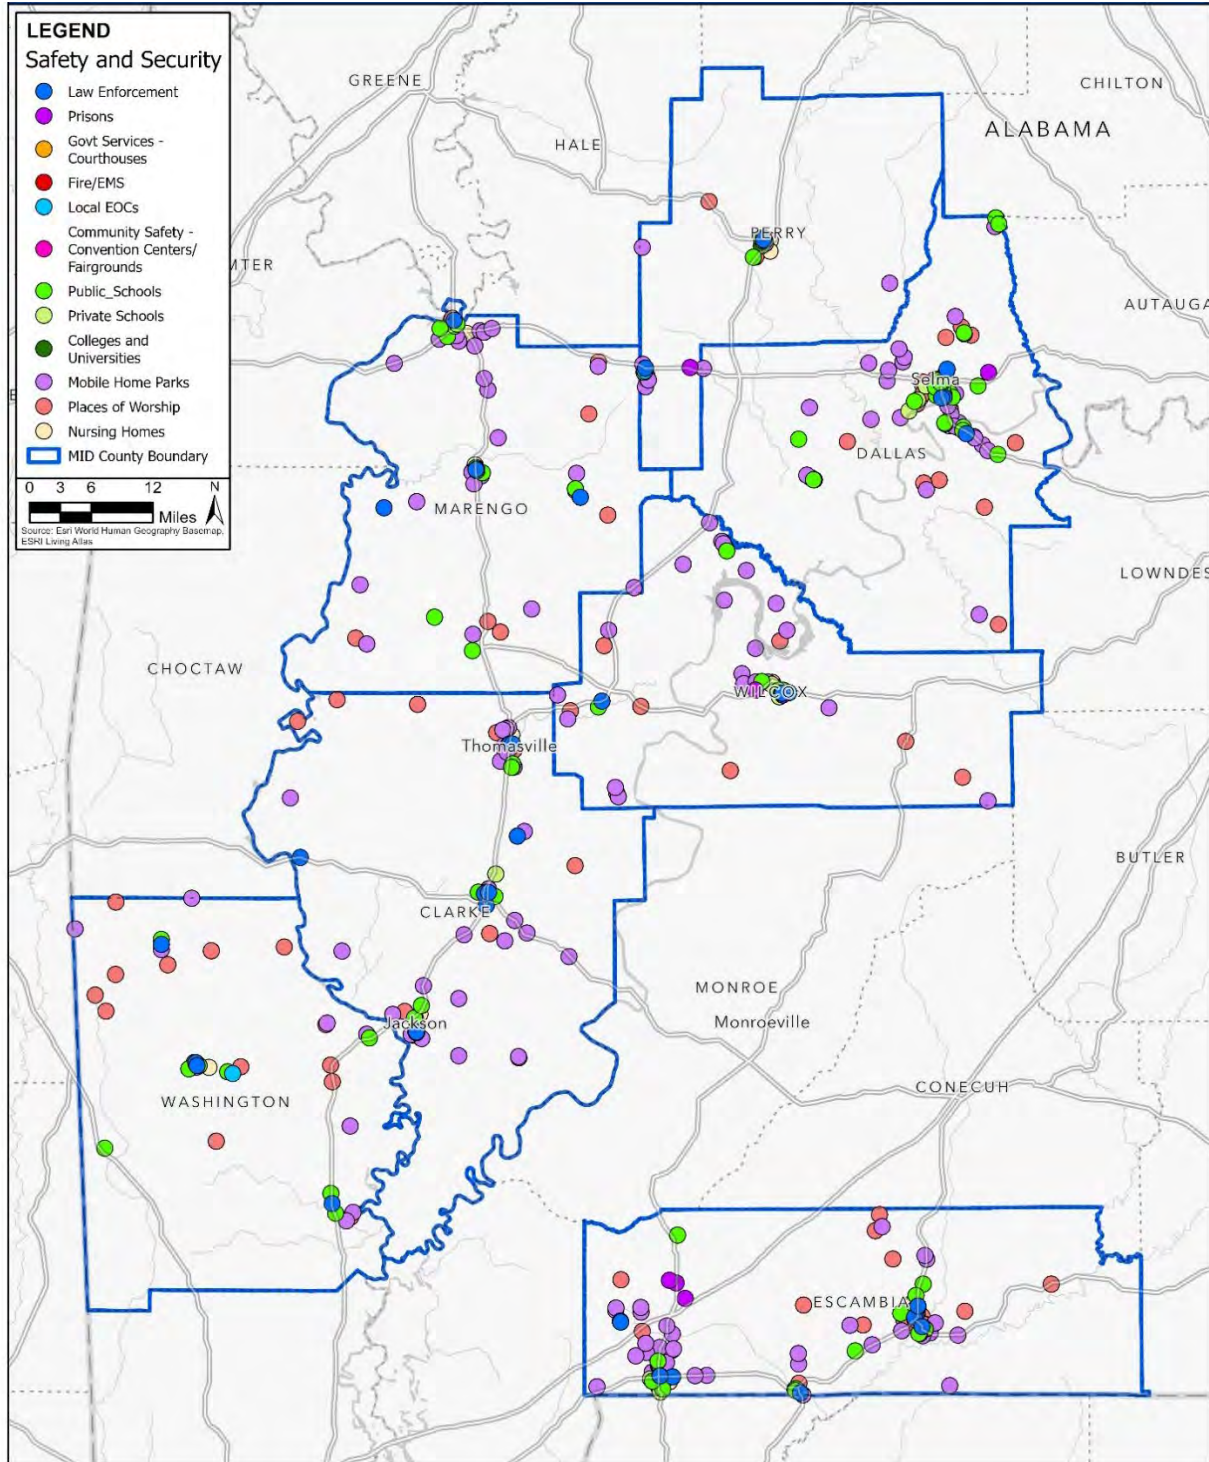 LEGEND
Safety and Security
Law Enforcement
Prisons
Govt Services -
Courthouses
Fire/EMS
Local EOCs
Community Safety -
Convention Centers/
Fairgrounds
Public_Schools
Private Schools
Colleges and
Universities
Mobile Home Parks
Places of Worship
Nursing Homes
MID County Boundary
0 3 6 12 N
Miles
Source: Esri World Human Geography Basemap,
ESRI Living Atlas
GREENE
CHILTON
ALABAMA
HALE
PERRY
MTER
AUTAUGA
Selma
DALLAS
MARENGO
LOWNDES
CHOCTAW
WILCOX
Thomasville
BUTLER
CLARKE
MONROE
Jackson
Monroeville
CONECUH
WASHINGTON
ESCAMBIA